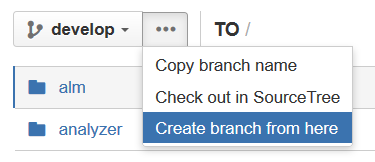 develop ••• TO /
Copy branch name
alm
Check out in SourceTree
analyzer
Create branch from here